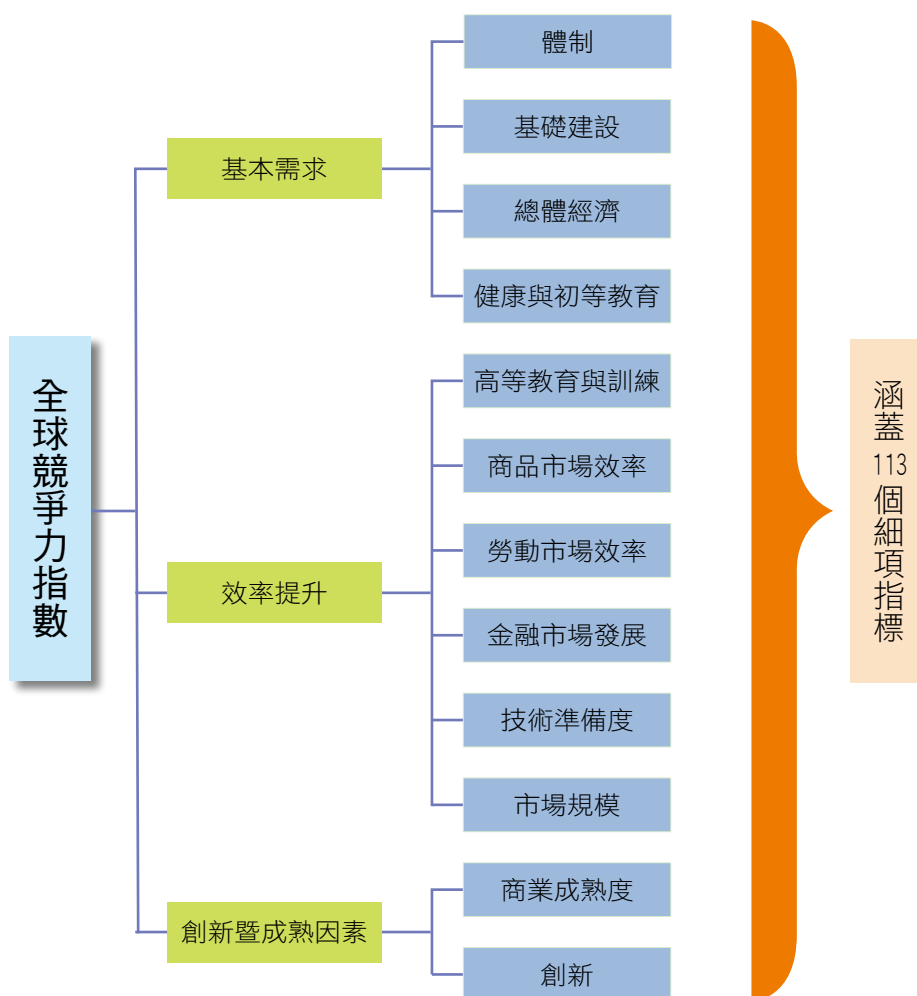 全球競爭力指數
基本需求
體制
基礎建設
總體經濟
健康與初等教育
效率提升
高等教育與訓練
商品市場效率
勞動市場效率
金融市場發展
技術準備度
市場規模
創新暨成熟因素
商業成熟度
創新
涵蓋113個細項指標